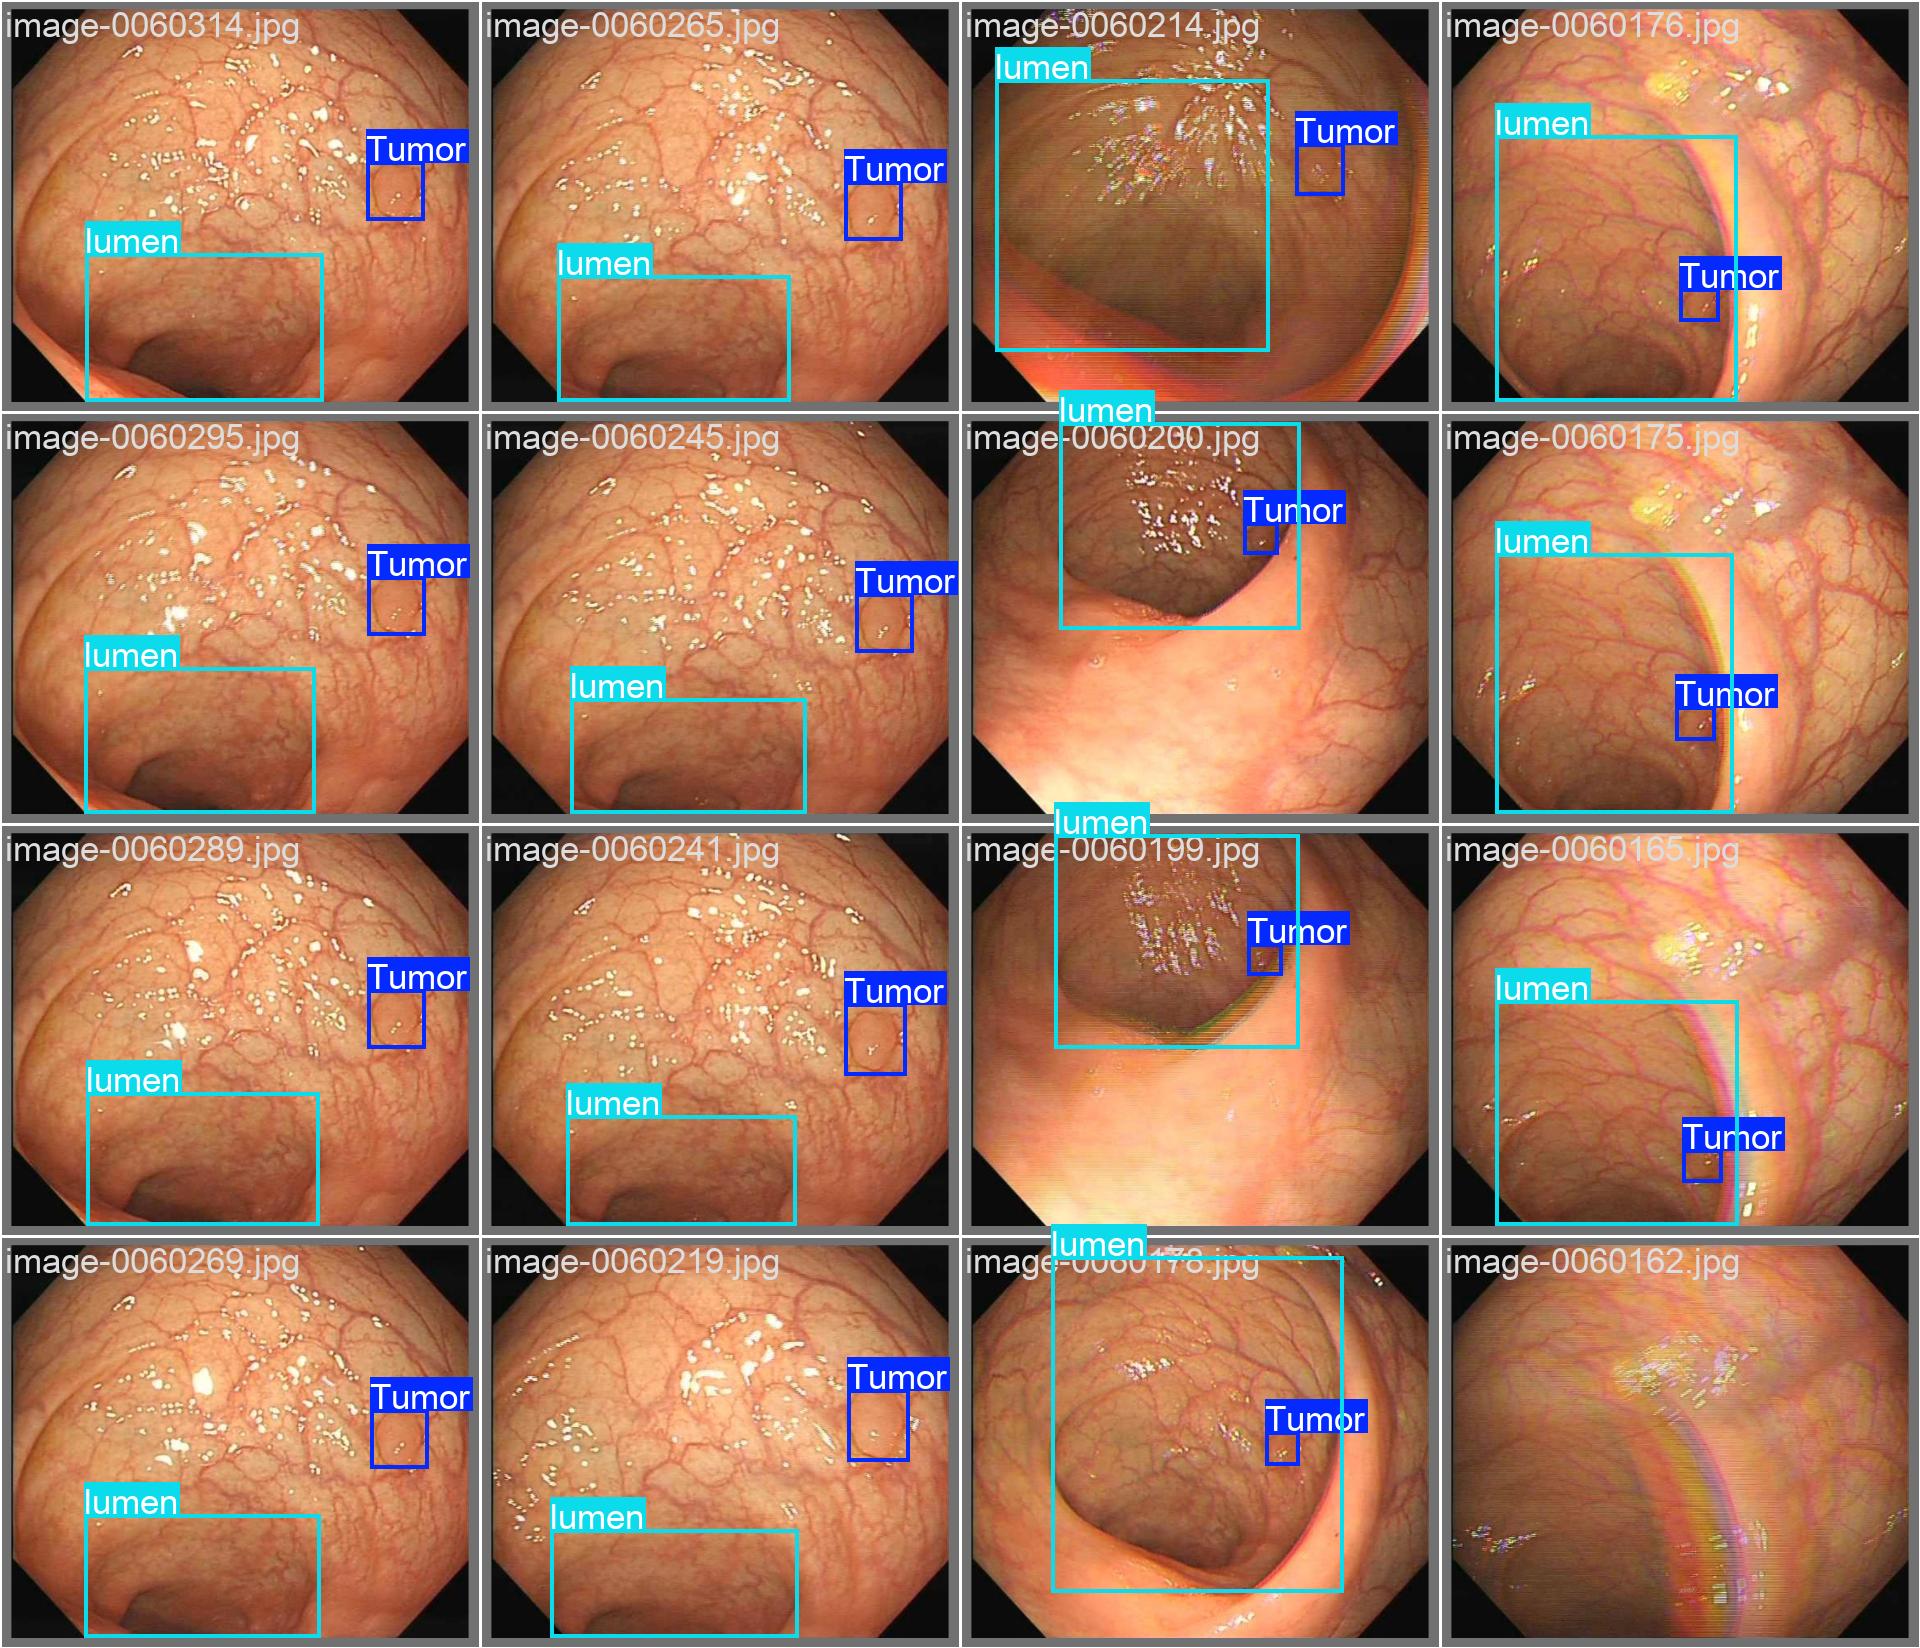 image-0060314.jpg
Tumor
lumen
image-0060265.jpg
Tumor
lumen
image-0060214.jpg
lumen
Tumor
image-0060176.jpg
lumen
Tumor
image-0060295.jpg
Tumor
lumen
image-0060245.jpg
Tumor
lumen
lumen
image-0060200.jpg
Tumor
image-0060175.jpg
lumen
Tumor
image-0060289.jpg
Tumor
lumen
image-0060241.jpg
Tumor
lumen
lumen
image-0060199.jpg
Tumor
image-0060165.jpg
lumen
Tumor
image-0060269.jpg
Tumor
lumen
image-0060219.jpg
Tumor
lumen
lumen
image-0060178.jpg
Tumor
image-0060162.jpg